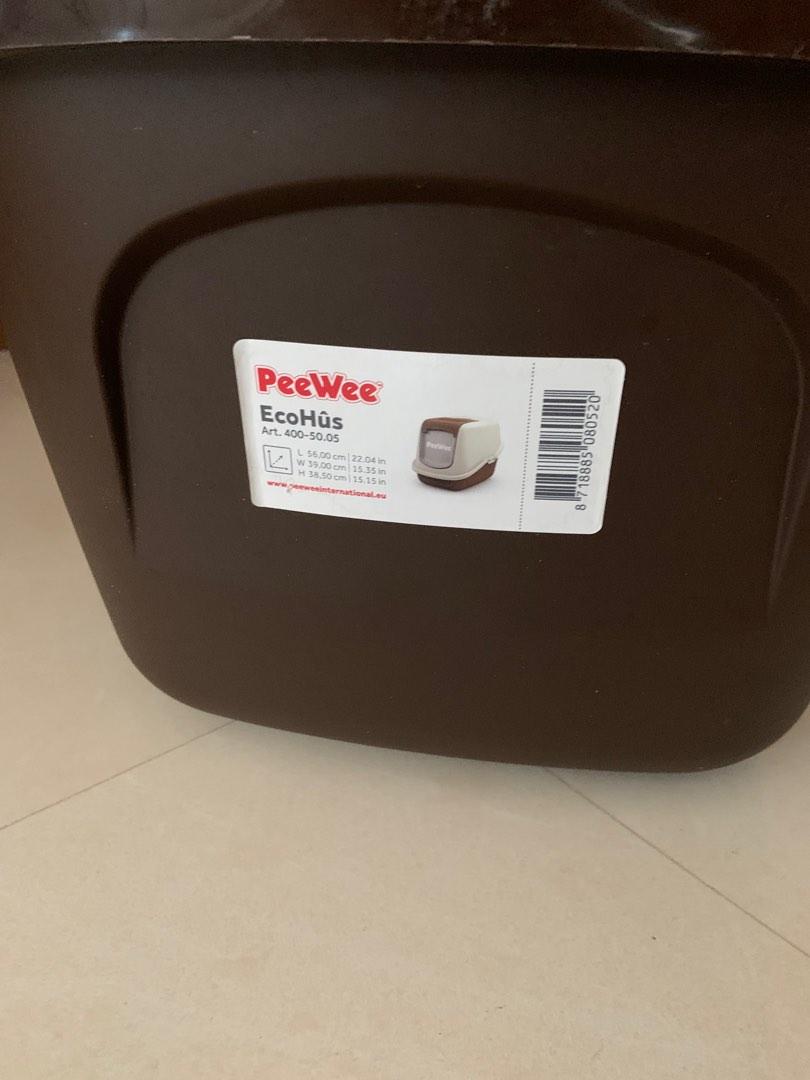 PeeWee
EcoHûs
Art. 400-50.05
L 56,00 cm | 22.04 in
W 39,00 cm | 15.35 in
H 38,50 cm | 15.15 in
www.peeweeinternational.eu
PeeWee
8 718885 080520